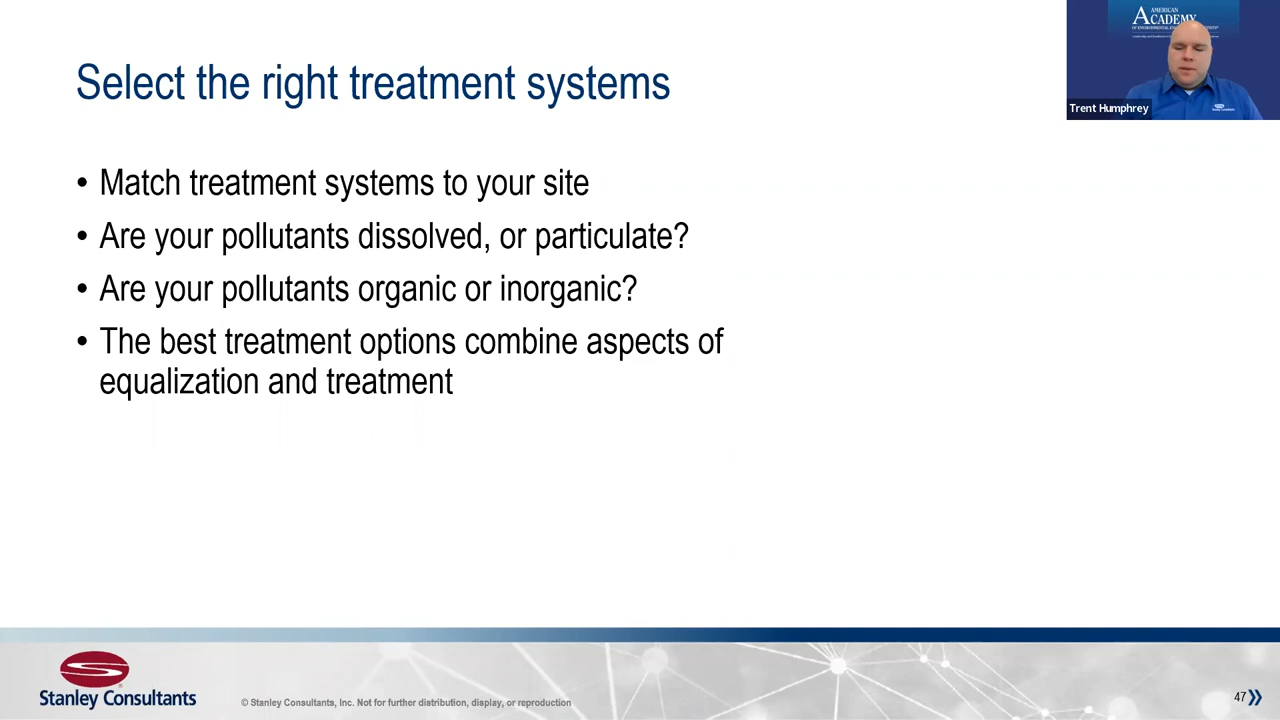 Select the right treatment systems
AMERICAN
ACADEMY
Trent Humphrey
Stanley Consultants
• Match treatment systems to your site
• Are your pollutants dissolved, or particulate?
• Are your pollutants organic or inorganic?
• The best treatment options combine aspects of
equalization and treatment
Stanley Consultants
© Stanley Consultants, Inc. Not for further distribution, display, or reproduction
47